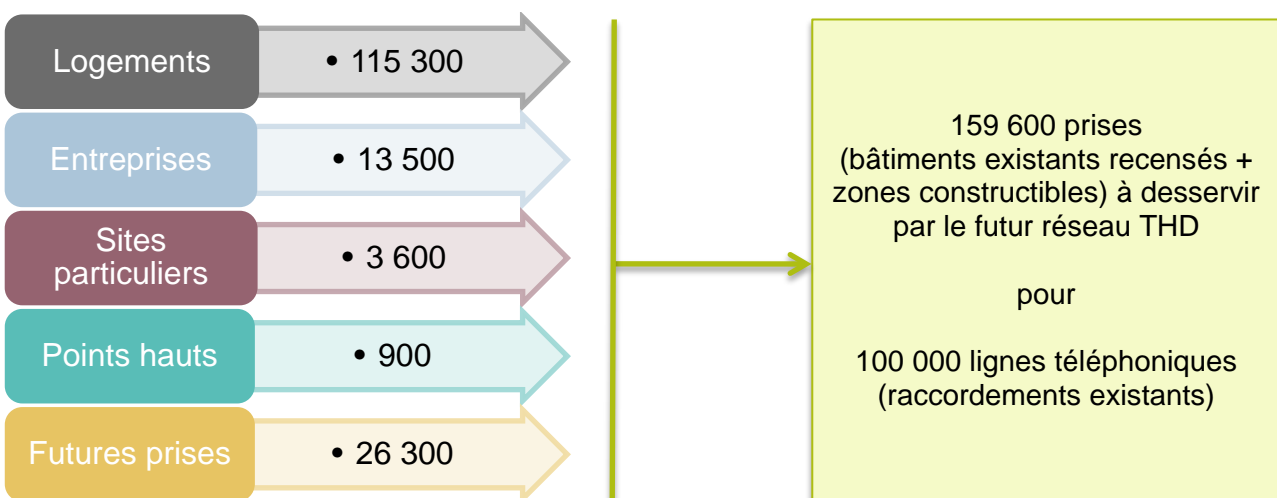 Logements
• 115 300
Entreprises
• 13 500
Sites
particuliers
• 3 600
Points hauts
• 900
Futures prises
• 26 300
159 600 prises
(bâtiments existants recensés +
zones constructibles) à desservir
par le futur réseau THD
pour
100 000 lignes téléphoniques
(raccordements existants)